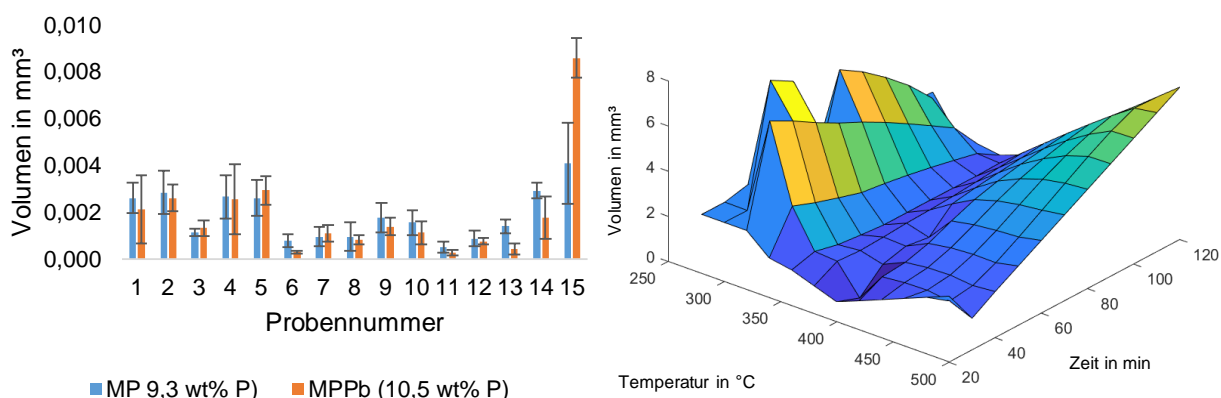 0,010
0,008
0,006
0,004
0,002
0,000
Volumen in mm³
1 2 3 4 5 6 7 8 9 10 11 12 13 14 15
Probennummer
MP 9,3 wt% P)
MPPb (10,5 wt% P)
8
6
4
2
0
Volumen in mm³
250
300
350
400
450
500
Temperatur in °C
20
40
60
80
100
120
Zeit in min